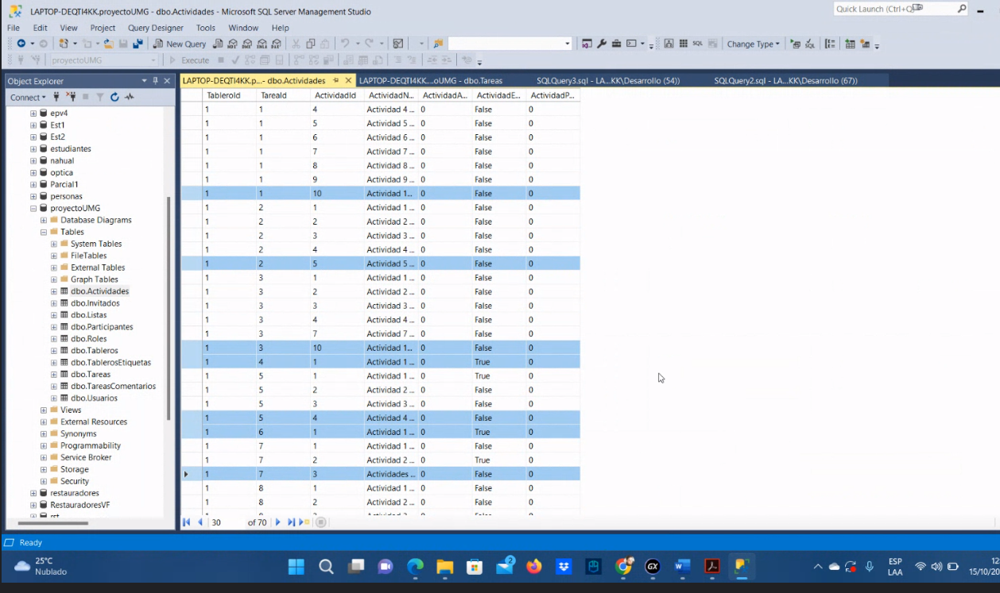 LAPTOP-DEQTI4KK.proyectoUMG - dbo.Actividades - Microsoft SQL Server Management Studio
Quick Launch (Ctrl+Q)
File Edit View Project Query Designer Tools Window Help
New Query Change Type
proyectoUMG Execute
Object Explorer
Connect
epv4
Est1
Est2
estudiantes
nahual
optica
Parcial1
personas
proyectoUMG
Database Diagrams
Tables
System Tables
FileTables
External Tables
Graph Tables
dbo.Actividades
dbo.Invitados
dbo.Listas
dbo.Participantes
dbo.Roles
dbo.Tableros
dbo.TablerosEtiquetas
dbo.Tareas
dbo.TareasComentarios
dbo.Usuarios
Views
External Resources
Synonyms
Programmability
Service Broker
Storage
Security
restauradores
RestauradoresVF
LAPTOP-DEQTI4KK.p...- dbo.Actividades LAPTOP-DEQTI4KK....oUMG - dbo.Tareas SQLQuery3.sql - LA...KK\Desarrollo (54)) SQLQuery2.sql - LA...KK\Desarrollo (67))
TableroId TareaId ActividadId ActividadN... ActividadA... ActividadE... ActividadP...
1 1 4 Actividad 4 ... 0 False 0
1 1 5 Actividad 5 ... 0 False 0
1 1 6 Actividad 6 ... 0 False 0
1 1 7 Actividad 7 ... 0 False 0
1 1 8 Actividad 8 ... 0 False 0
1 1 9 Actividad 9 ... 0 False 0
1 1 10 Actividad 1... 0 False 0
1 2 1 Actividad 1 ... 0 False 0
1 2 2 Actividad 2 ... 0 False 0
1 2 3 Actividad 3 ... 0 False 0
1 2 4 Actividad 4 ... 0 False 0
1 2 5 Actividad 5 ... 0 False 0
1 3 1 Actividad 1 ... 0 False 0
1 3 2 Actividad 2 ... 0 False 0
1 3 3 Actividad 3 ... 0 False 0
1 3 4 Actividad 4 ... 0 False 0
1 3 7 Actividad 7 ... 0 False 0
1 3 10 Actividad 1... 0 False 0
1 4 1 Actividad 1 ... 0 True 0
1 5 1 Actividad 1 ... 0 True 0
1 5 2 Actividad 2 ... 0 False 0
1 5 3 Actividad 3 ... 0 False 0
1 5 4 Actividad 4 ... 0 False 0
1 6 1 Actividad 1 ... 0 True 0
1 7 1 Actividad 1 ... 0 False 0
1 7 2 Actividad 2 ... 0 True 0
1 7 3 Actividades ... 0 False 0
1 8 1 Actividad 1 ... 0 False 0
1 8 2 Actividad 2 ... 0 False 0
30 of 70
Ready
25°C
Nublado
ESP
LAA